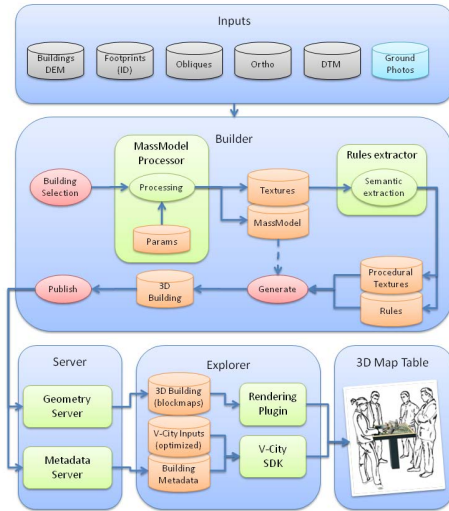 Inputs
Buildings
DEM
Footprints
(ID)
Obliques
Ortho
DTM
Ground
Photos
Builder
MassModel
Processor
Rules extractor
Building
Selection
Processing
Textures
Semantic
extraction
MassModel
Params
Procedural
Textures
Publish
3D
Building
Generate
Rules
Server
Explorer
3D Map Table
Geometry
Server
3D Building
(blockmaps)
Rendering
Plugin
V-City Inputs
(optimized)
Metadata
Server
Building
Metadata
V-City
SDK